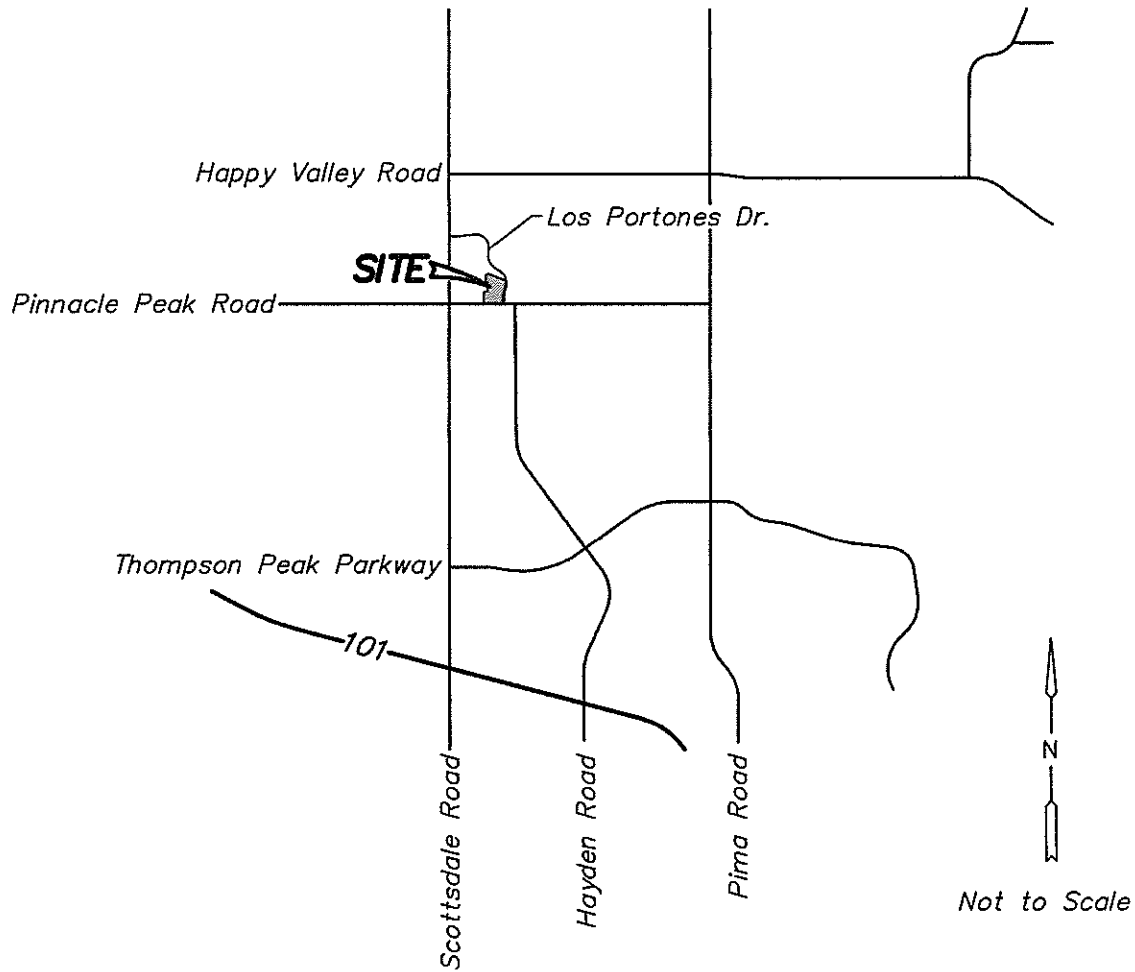 Happy Valley Road
Los Portones Dr.
SITE
Pinnacle Peak Road
Thompson Peak Parkway
101
Scottsdale Road
Hayden Road
Pima Road
N
Not to Scale